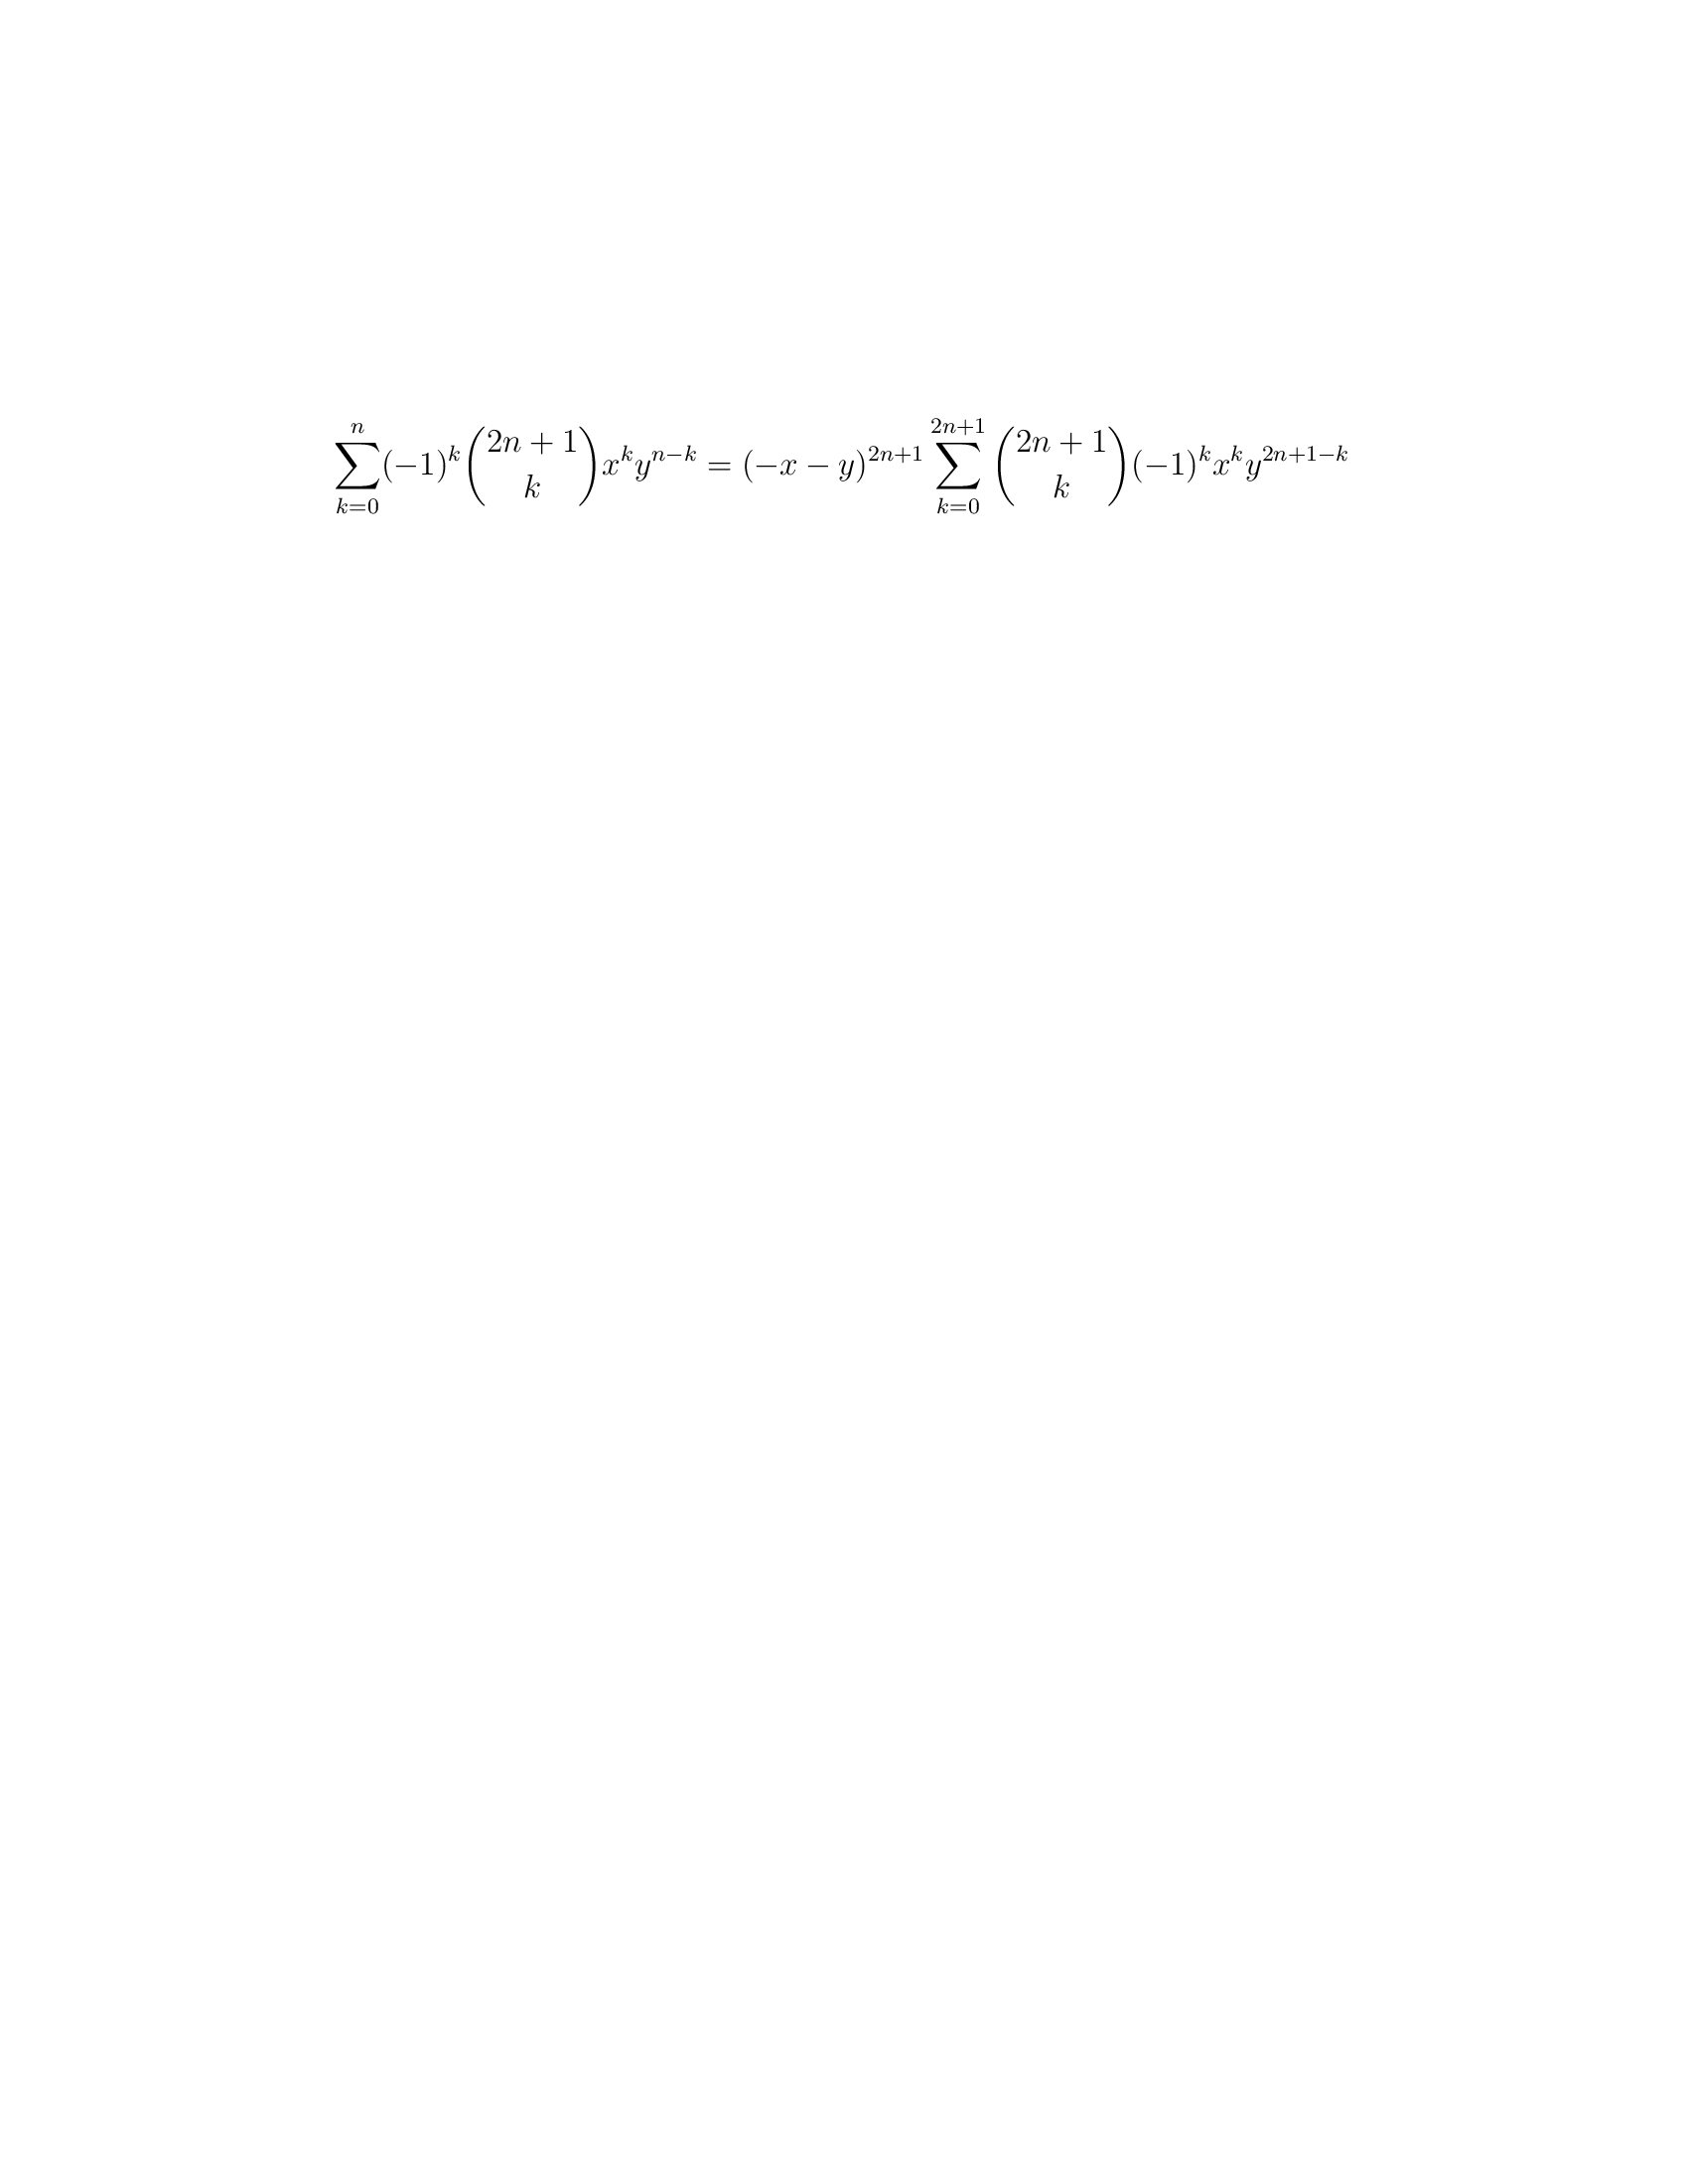 \sum_{k=0}^{n} (-1)^k \binom{2n+1}{k} x^k y^{n-k} = (-x-y)^{2n+1} \sum_{k=0}^{2n+1} \binom{2n+1}{k} (-1)^k x^k y^{2n+1-k}